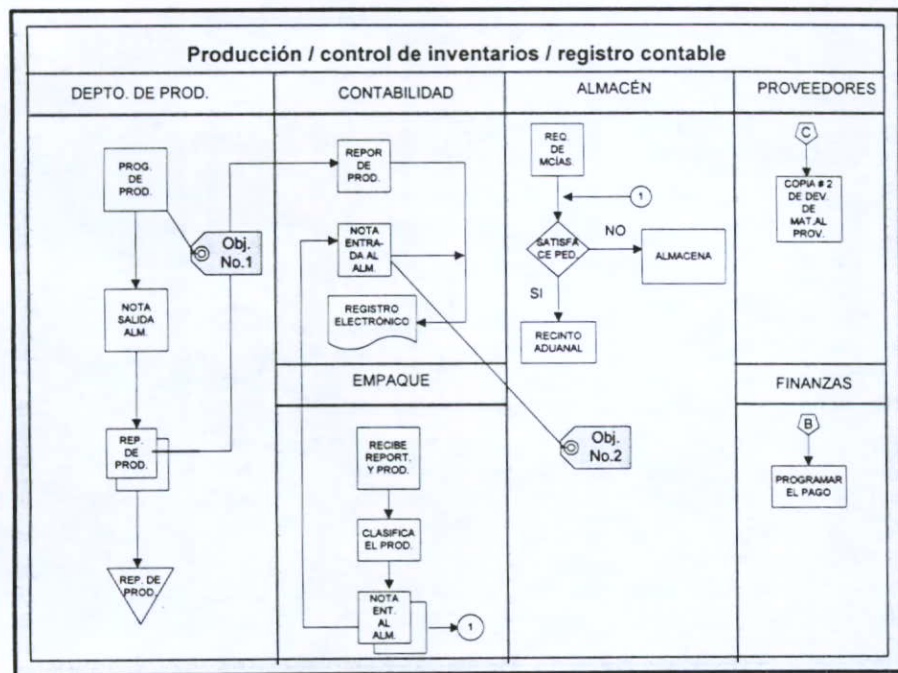 Producción / control de inventarios / registro contable
DEPTO. DE PROD.
CONTABILIDAD
ALMACÉN
PROVEEDORES
PROG.
DE
PROD.
Obj.
No.1
NOTA
SALIDA
ALM.
REP.
DE
PROD.
REP. DE
PROD.
REPOR
DE
PROD.
NOTA
ENTRA-
DA AL
ALM.
REGISTRO
ELECTRÓNICO
EMPAQUE
RECIBE
REPORT.
Y PROD.
CLASIFICA
EL PROD.
NOTA
ENT.
AL
ALM.
1
REQ.
DE
MCÍAS.
1
SATISFA
CE PED.
NO
ALMACENA
SI
RECINTO
ADUANAL
Obj.
No.2
C
COPIA # 2
DE DEV.
DE
MAT.AL
PROV.
FINANZAS
B
PROGRAMAR
EL PAGO